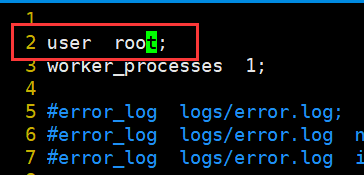 1
2 user  root;
3 worker_processes  1;
4
5 #error_log  logs/error.log;
6 #error_log  logs/error.log  n
7 #error_log  logs/error.log  i
8